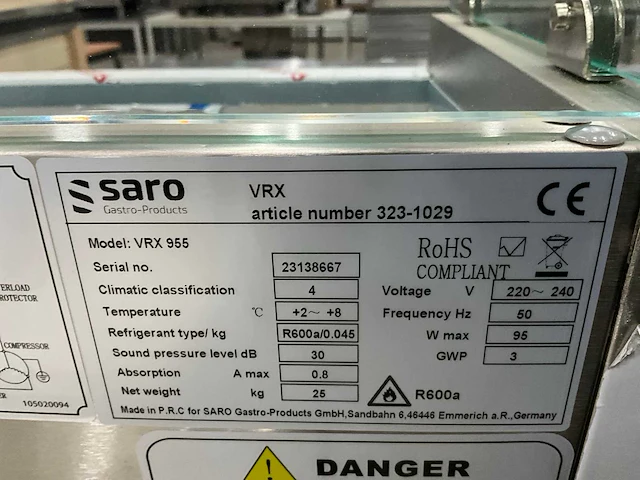 saro
Gastro-Products
VRX
article number 323-1029
CE
Model: VRX 955
RoHS
COMPLIANT
Serial no. 23138667
Climatic classification 4
Voltage V 220~ 240
Temperature °C +2~ +8
Frequency Hz 50
Refrigerant type/ kg R600a/0.045
W max 95
Sound pressure level dB 30
GWP 3
Absorption A max 0.8
Net weight kg 25
R600a
Made in P.R.C for SARO Gastro-Products GmbH,Sandbahn 6,46446 Emmerich a.R.,Germany
COMPRESSOR
105020094
DANGER